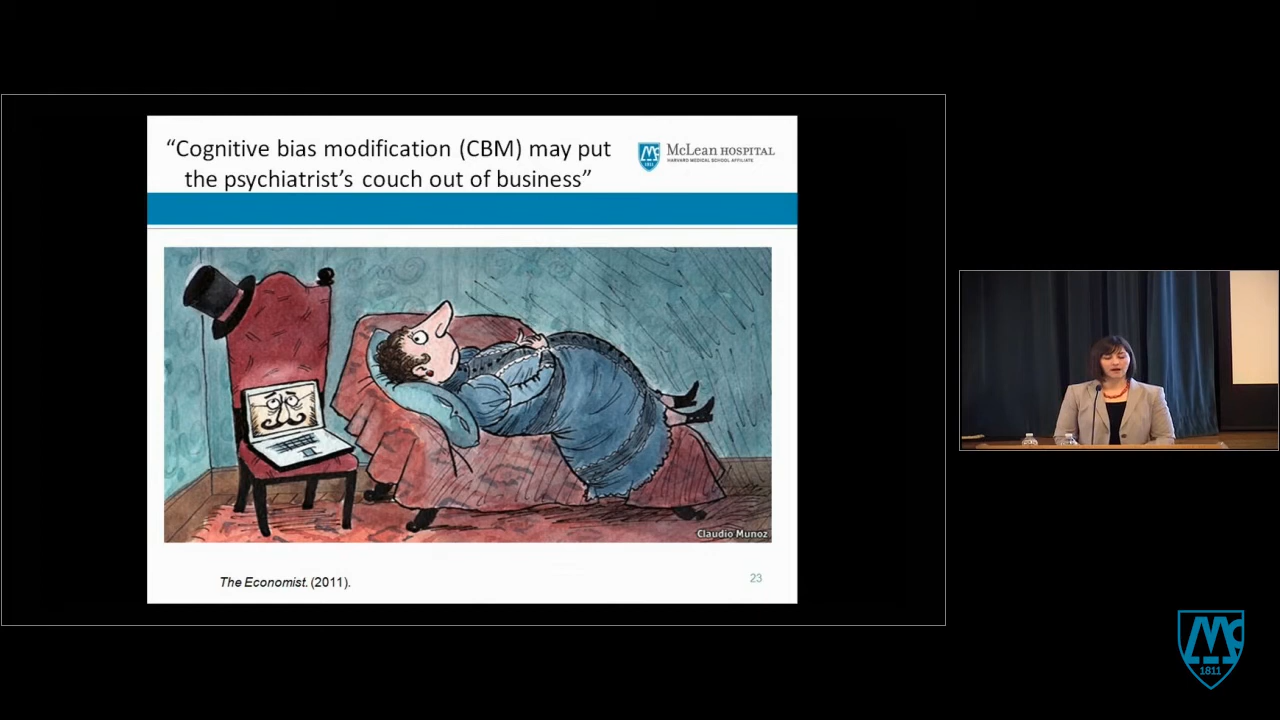 “Cognitive bias modification (CBM) may put
the psychiatrist’s couch out of business”
McLean HOSPITAL
HARVARD MEDICAL SCHOOL AFFILIATE
Claudio Munoz
The Economist. (2011).
23
1811